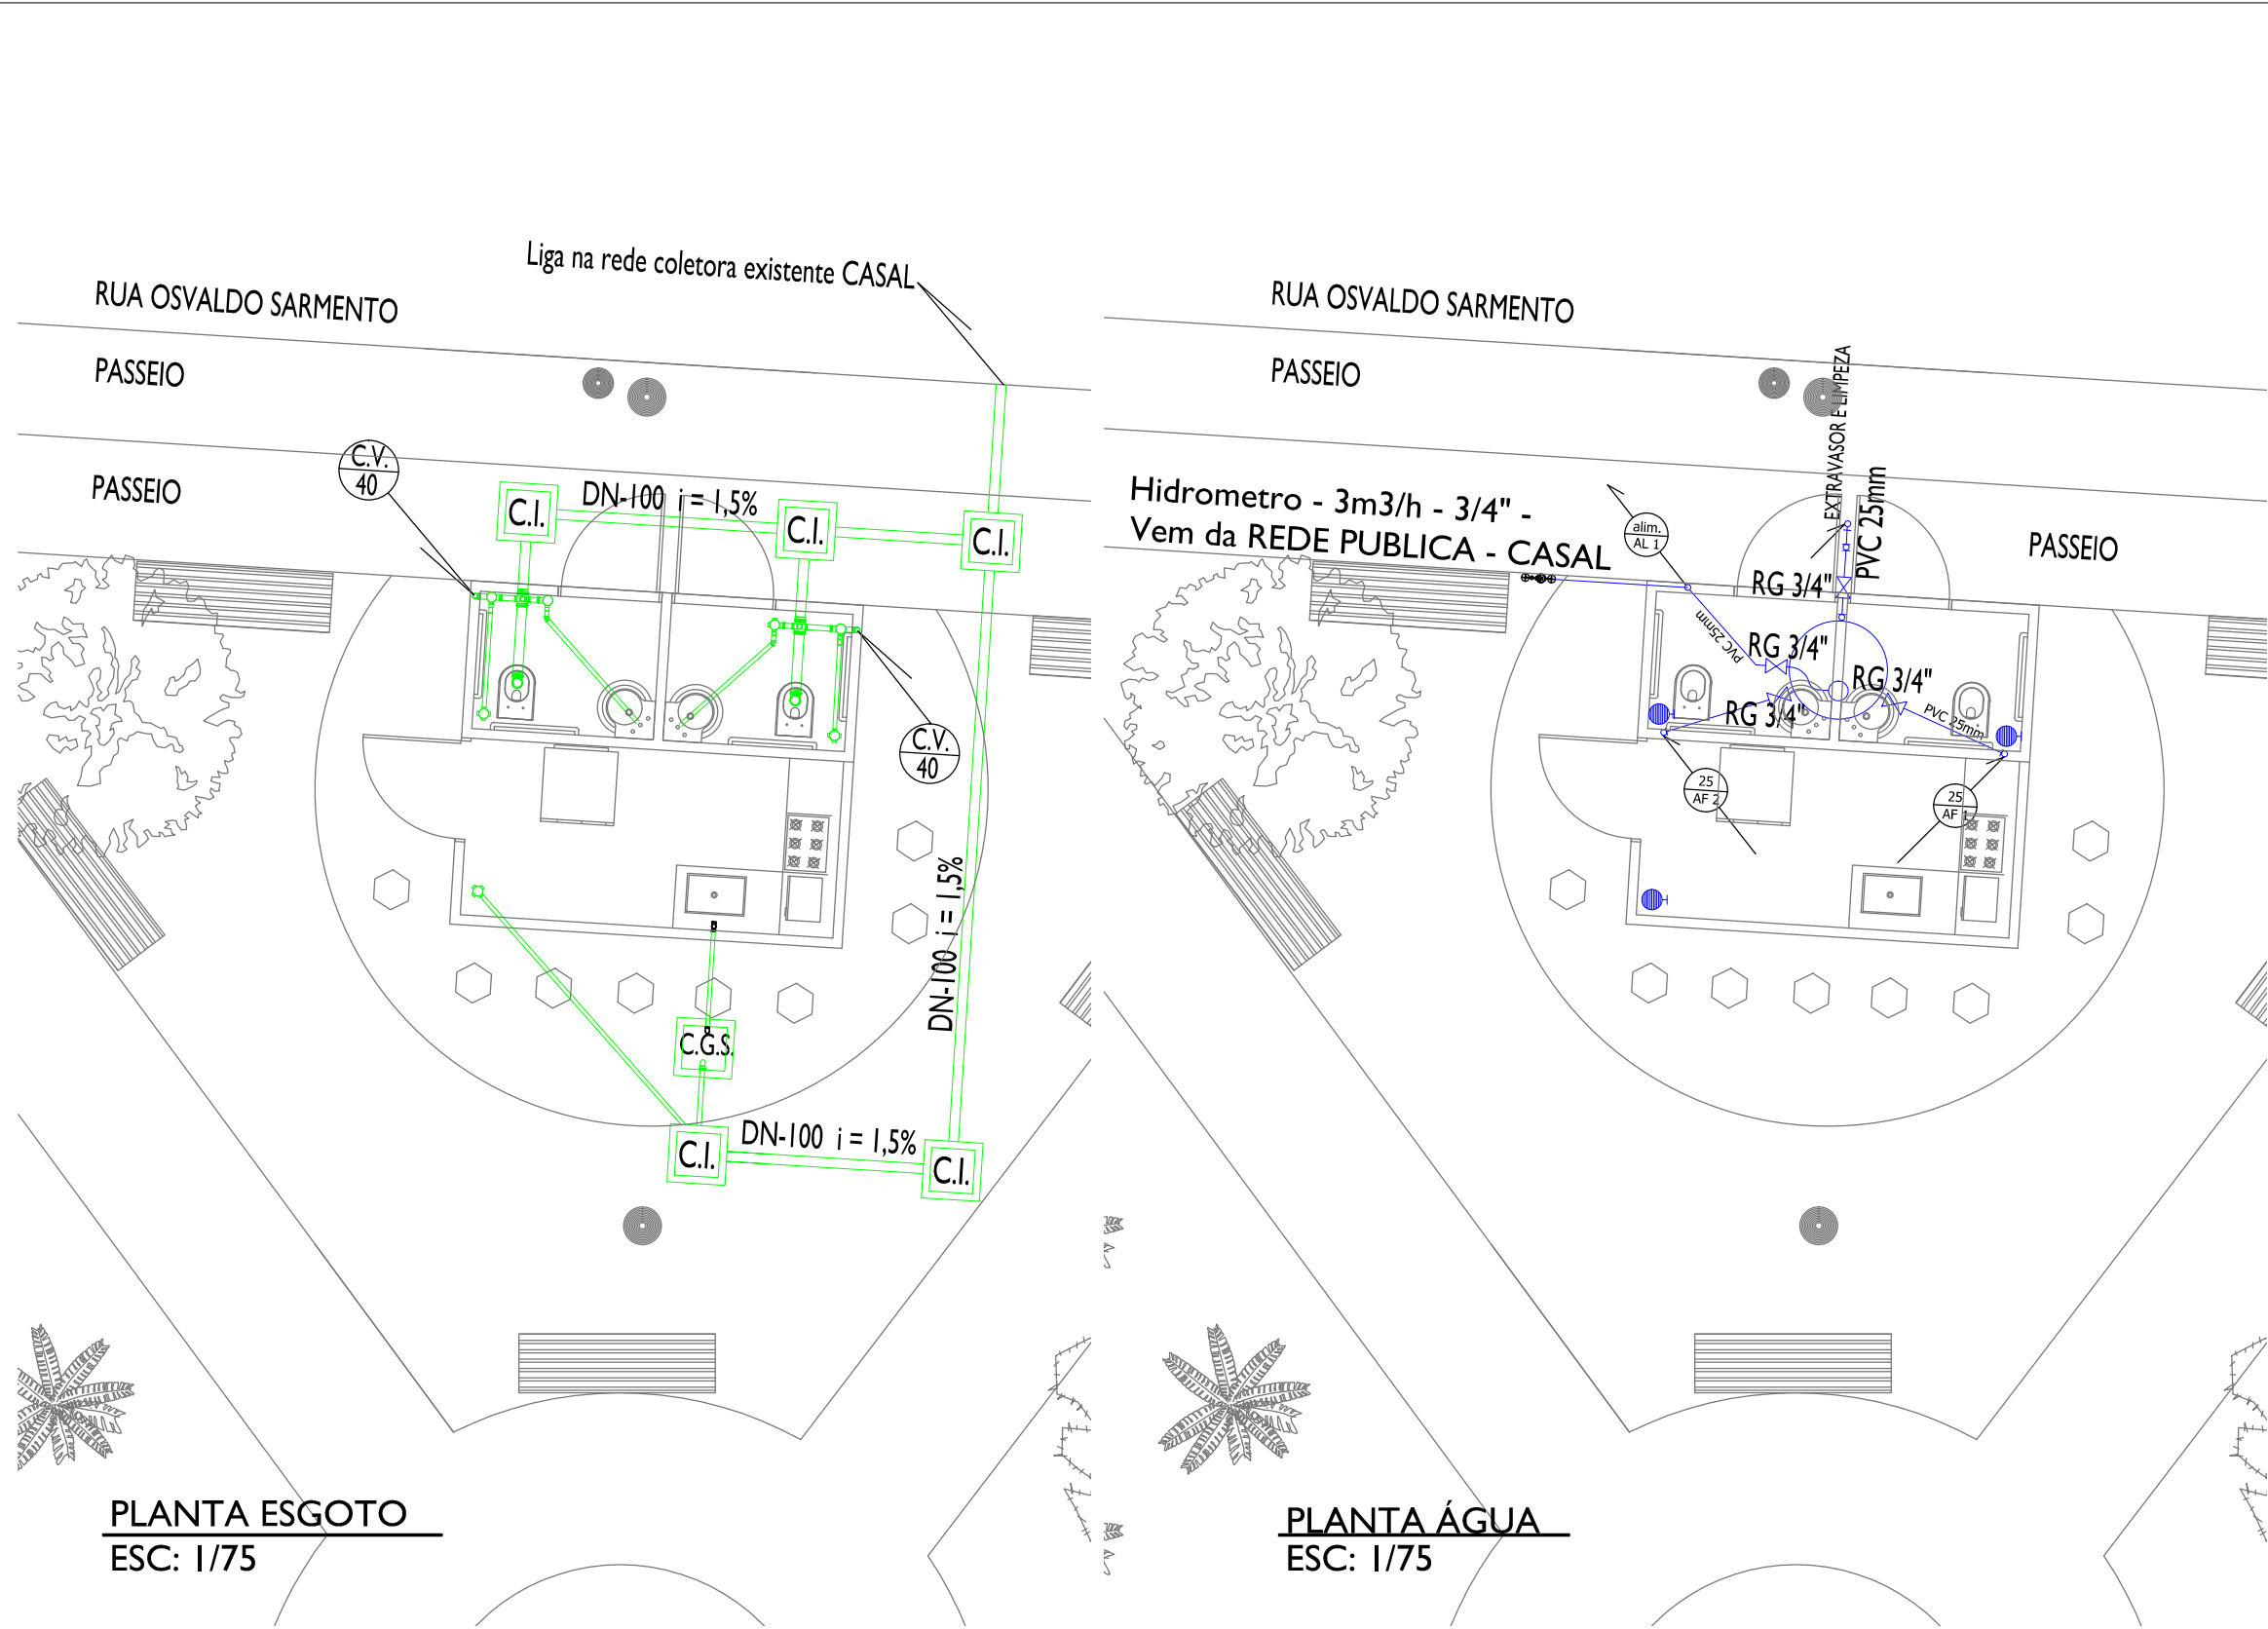 Liga na rede coletora existente CASAL
RUA OSVALDO SARMENTO
PASSEIO
C.V.
40
PASSEIO
DN-100 i = 1,5%
C.I.
C.I.
C.I.
C.V.
40
DN-100 i = 1,5%
C.G.S.
DN-100 i = 1,5%
C.I.
C.I.
PLANTA ESGOTO
ESC: 1/75
RUA OSVALDO SARMENTO
PASSEIO
EXTRAVASOR E LIMPEZA
PVC 25mm
Hidrometro - 3m3/h - 3/4" -
Vem da REDE PUBLICA - CASAL
alim.
AL 1
PASSEIO
RG 3/4"
PVC 25mm
RG 3/4"
RG 3/4"
RG 3/4"
PVC 25mm
25
AF 2
25
AF 1
PLANTA ÁGUA
ESC: 1/75